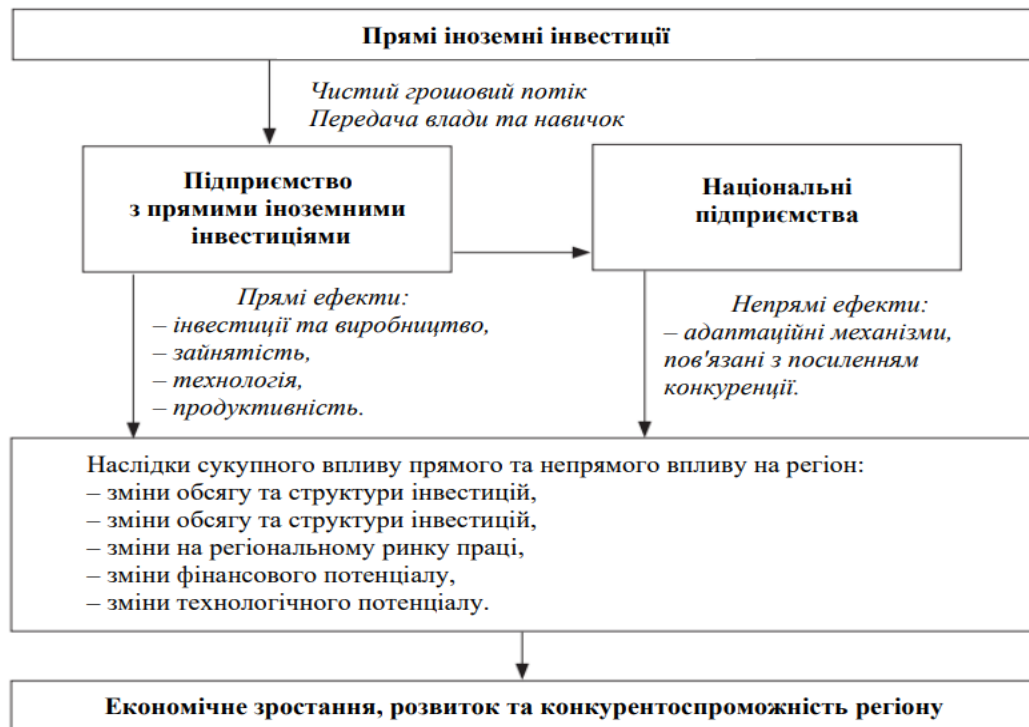 Прямі іноземні інвестиції
Чистий грошовий потік
Передача влади та навичок
Підприємство
з прямими іноземними
інвестиціями
Національні
підприємства
Прямі ефекти:
– інвестиції та виробництво,
– зайнятість,
– технологія,
– продуктивність.
Непрямі ефекти:
– адаптаційні механізми,
пов'язані з посиленням
конкуренції.
Наслідки сукупного впливу прямого та непрямого впливу на регіон:
– зміни обсягу та структури інвестицій,
– зміни обсягу та структури інвестицій,
– зміни на регіональному ринку праці,
– зміни фінансового потенціалу,
– зміни технологічного потенціалу.
Економічне зростання, розвиток та конкурентоспроможність регіону